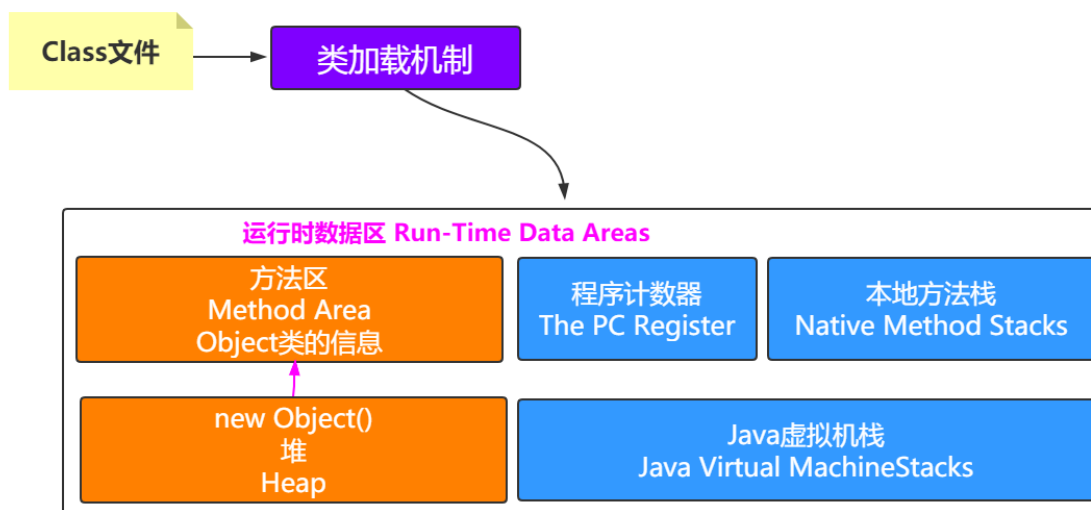 Class文件
类加载机制
运行时数据区 Run-Time Data Areas
方法区
Method Area
Object类的信息
程序计数器
The PC Register
本地方法栈
Native Method Stacks
new Object()
堆
Heap
Java虚拟机栈
Java Virtual MachineStacks